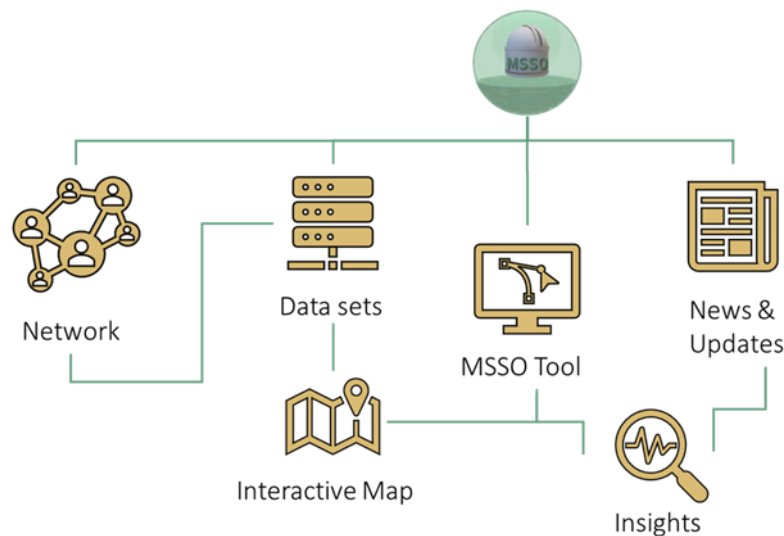 MSSO
Network
Data sets
MSSO Tool
News &
Updates
Interactive Map
Insights